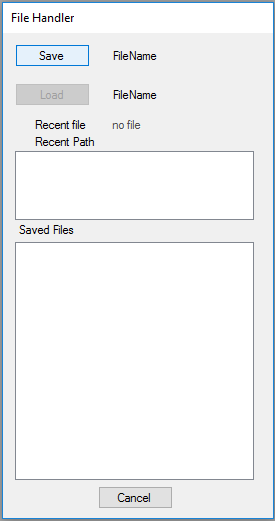 File Handler
Save FileName
Load FileName
Recent file no file
Recent Path
Saved Files
Cancel